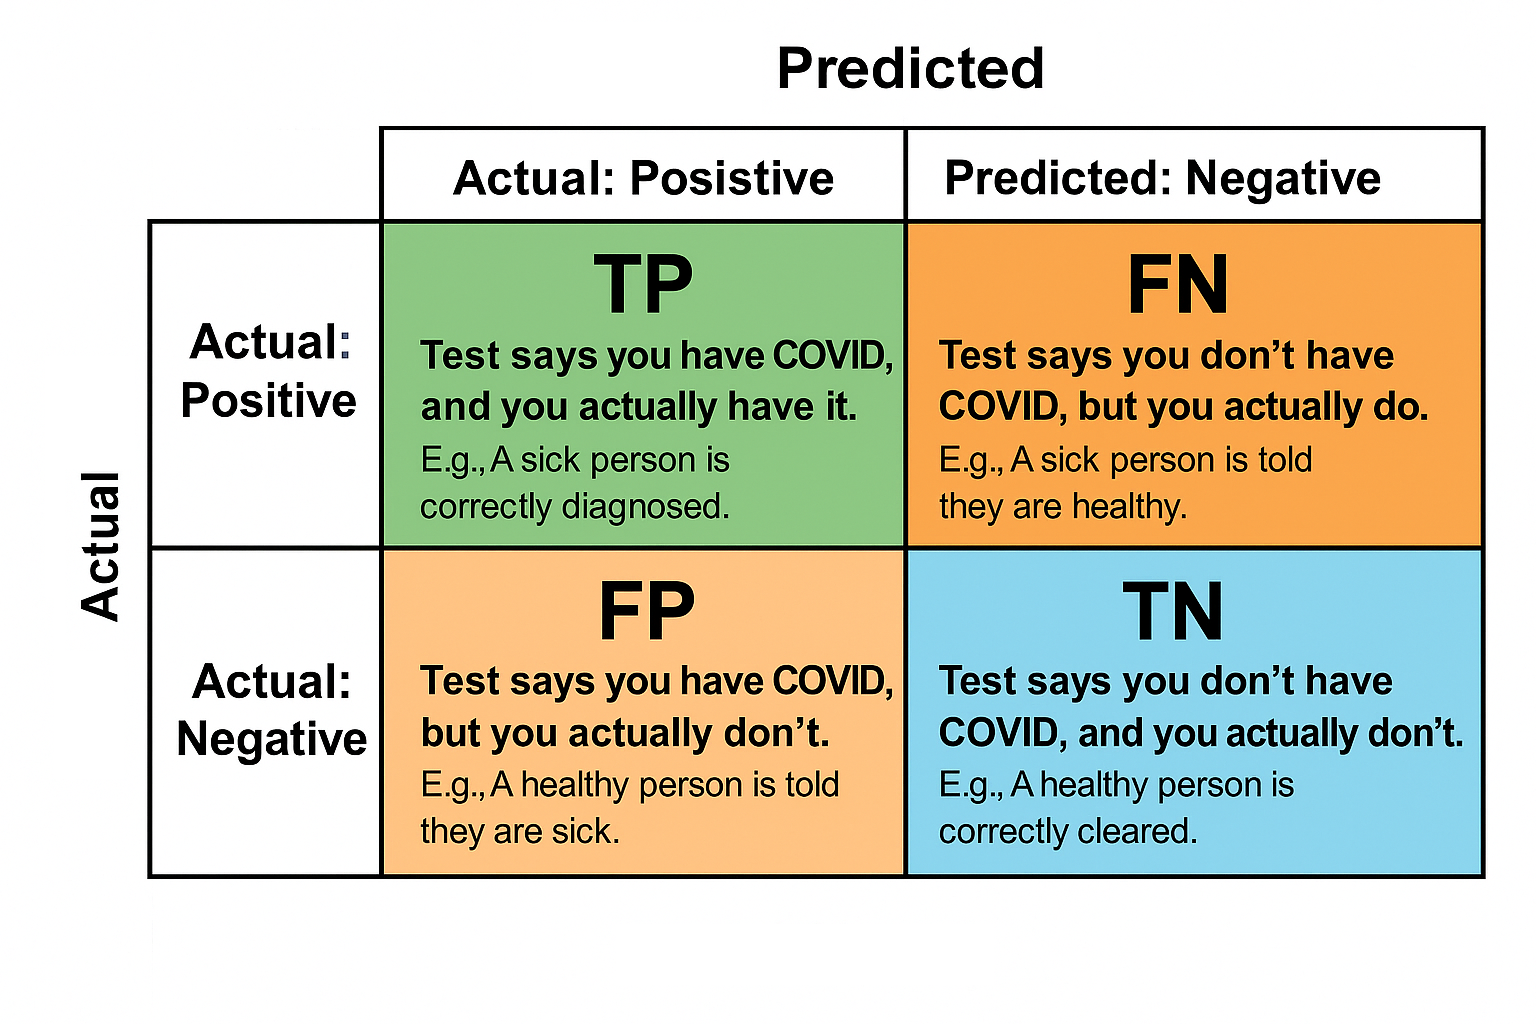 Predicted
Actual: Posistive
Predicted: Negative
Actual
Actual:
Positive
TP
Test says you have COVID,
and you actually have it.
E.g., A sick person is
correctly diagnosed.
FN
Test says you don’t have
COVID, but you actually do.
E.g., A sick person is told
they are healthy.
Actual:
Negative
FP
Test says you have COVID,
but you actually don’t.
E.g., A healthy person is told
they are sick.
TN
Test says you don’t have
COVID, and you actually don’t.
E.g., A healthy person is
correctly cleared.